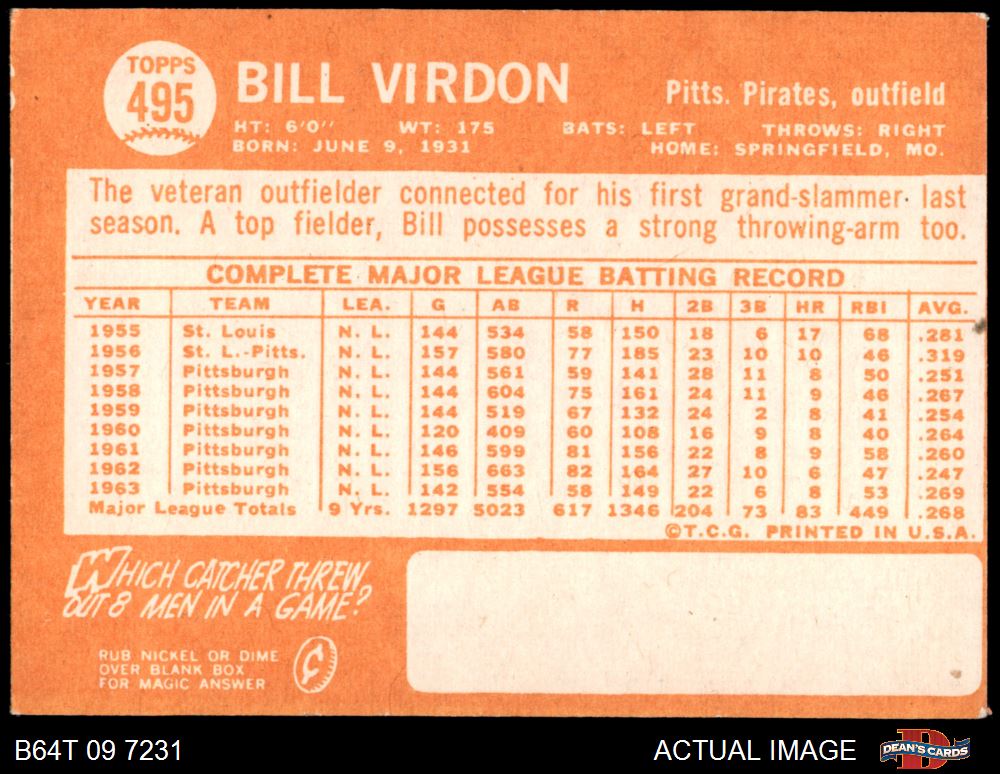 TOPPS
495
BILL VIRDON
Pitts. Pirates, outfield
HT: 6'0" WT: 175 BATS: LEFT THROWS: RIGHT
BORN: JUNE 9, 1931 HOME: SPRINGFIELD, MO.
The veteran outfielder connected for his first grand-slammer last
season. A top fielder, Bill possesses a strong throwing-arm too.
COMPLETE MAJOR LEAGUE BATTING RECORD
YEAR TEAM LEA. G AB R H 2B 3B HR RBI AVG.
1955 St. Louis N. L. 144 534 58 150 18 6 17 68 .281
1956 St. L.-Pitts. N. L. 157 580 77 185 23 10 10 46 .319
1957 Pittsburgh N. L. 144 561 59 141 28 11 8 50 .251
1958 Pittsburgh N. L. 144 604 75 161 24 11 9 46 .267
1959 Pittsburgh N. L. 144 519 67 132 24 2 8 41 .254
1960 Pittsburgh N. L. 120 409 60 108 16 9 8 40 .264
1961 Pittsburgh N. L. 146 599 81 156 22 8 9 58 .260
1962 Pittsburgh N. L. 156 663 82 164 27 10 6 47 .247
1963 Pittsburgh N. L. 142 554 58 149 22 6 8 53 .269
Major League Totals 9 Yrs. 1297 5023 617 1346 204 73 83 449 .268
©T.C.G. PRINTED IN U.S.A.
WHICH CATCHER THREW
OUT 8 MEN IN A GAME?
RUB NICKEL OR DIME
OVER BLANK BOX
FOR MAGIC ANSWER
¢
B64T 09 7231
ACTUAL IMAGE
DEAN'S CARDS